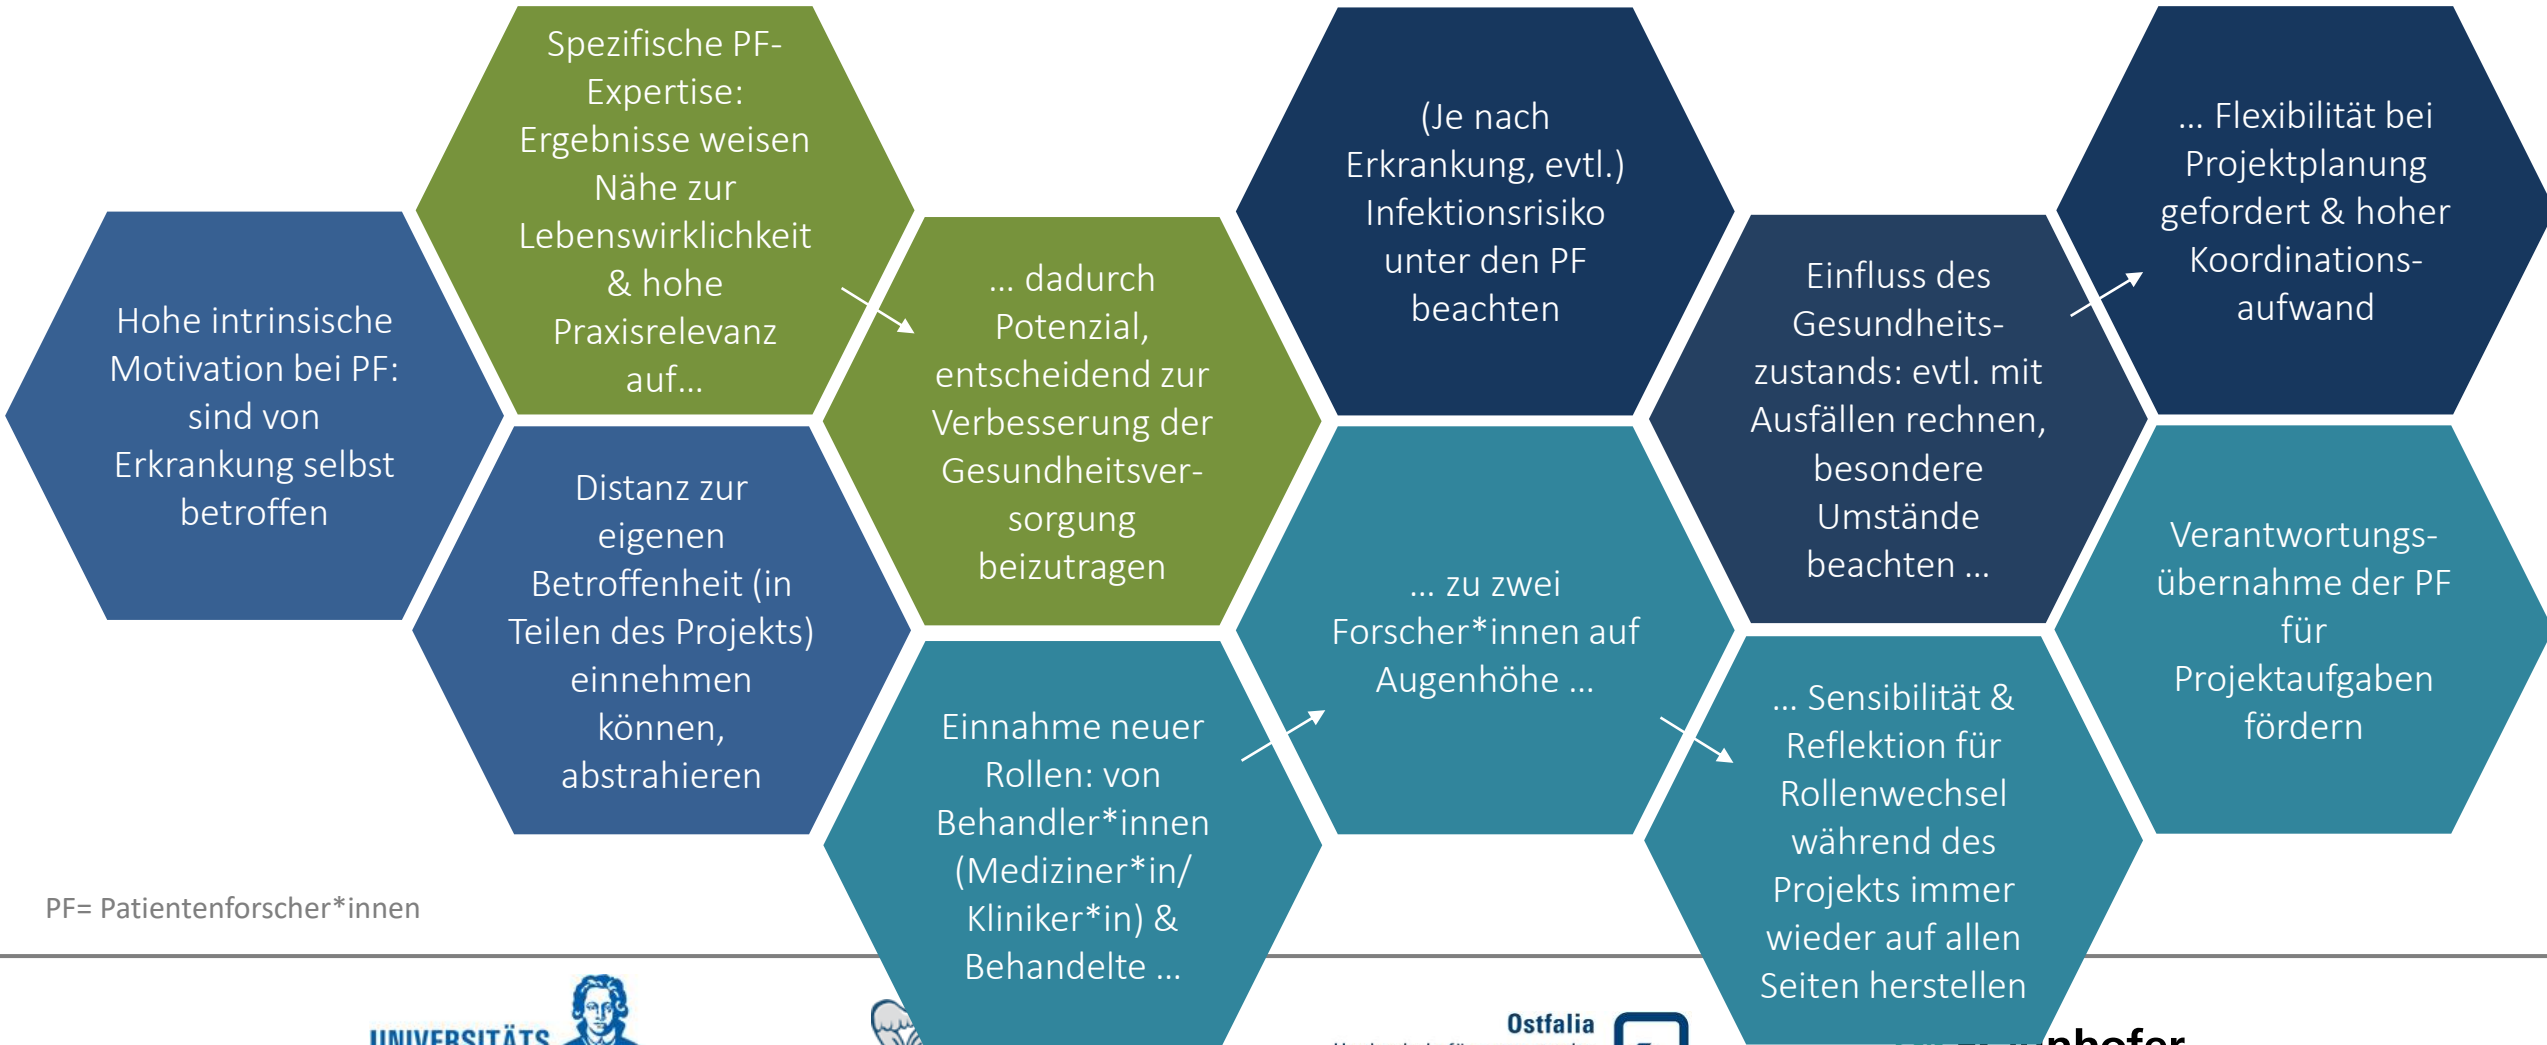 Hohe intrinsische
Motivation bei PF:
sind von
Erkrankung selbst
betroffen
Spezifische PF-
Expertise:
Ergebnisse weisen
Nähe zur
Lebenswirklichkeit
& hohe
Praxisrelevanz
auf...
Distanz zur
eigenen
Betroffenheit (in
Teilen des Projekts)
einnehmen
können,
abstrahieren
... dadurch
Potenzial,
entscheidend zur
Verbesserung der
Gesundheitsver-
sorgung
beizutragen
Einnahme neuer
Rollen: von
Behandler*innen
(Mediziner*in/
Kliniker*in) &
Behandelte ...
(Je nach
Erkrankung, evtl.)
Infektionsrisiko
unter den PF
beachten
... zu zwei
Forscher*innen auf
Augenhöhe ...
Einfluss des
Gesundheits-
zustands: evtl. mit
Ausfällen rechnen,
besondere
Umstände
beachten ...
... Sensibilität &
Reflektion für
Rollenwechsel
während des
Projekts immer
wieder auf allen
Seiten herstellen
... Flexibilität bei
Projektplanung
gefordert & hoher
Koordinations-
aufwand
Verantwortungs-
übernahme der PF
für
Projektaufgaben
fördern
PF= Patientenforscher*innen
UNIVERSITÄTS
Ostfalia